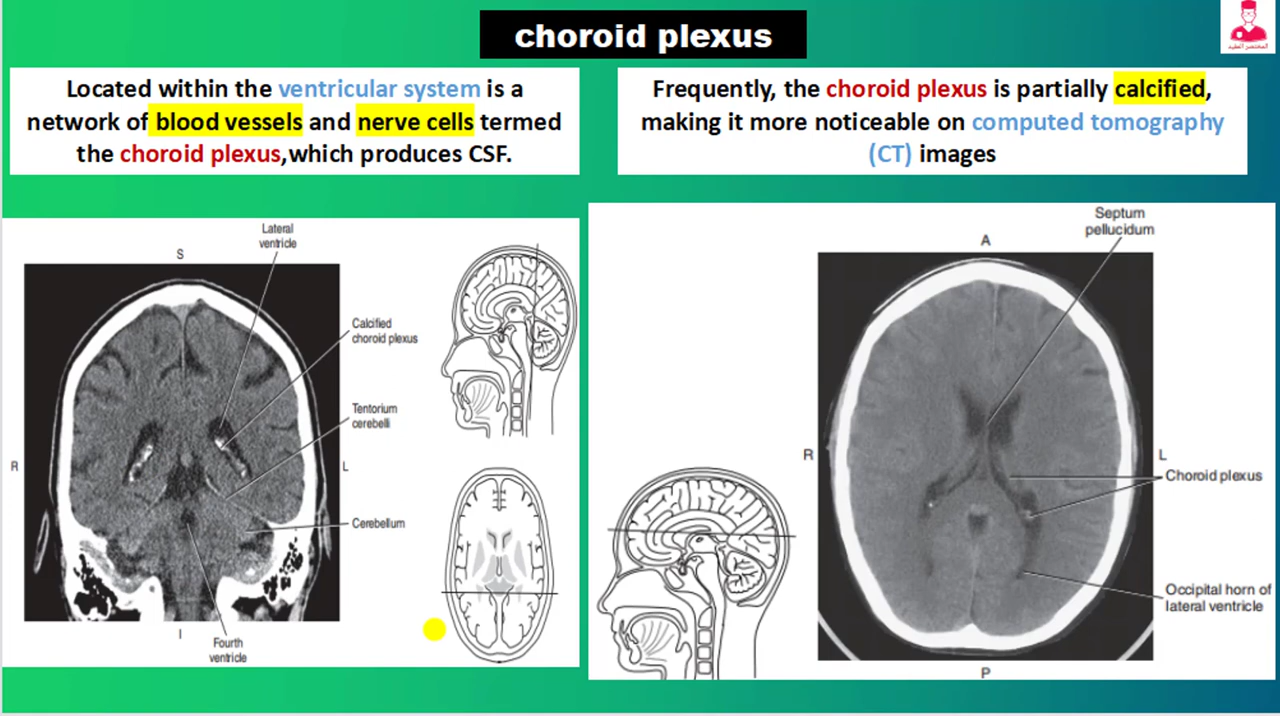 choroid plexus
المختصر المفيد
Located within the ventricular system is a
network of blood vessels and nerve cells termed
the choroid plexus,which produces CSF.
Frequently, the choroid plexus is partially calcified,
making it more noticeable on computed tomography
(CT) images
Lateral
ventricle
S
Calcified
choroid plexus
Tentorium
cerebelli
R
L
Cerebellum
I
Fourth
ventricle
Septum
pellucidum
A
R
L
Choroid plexus
Occipital horn of
lateral ventricle
P